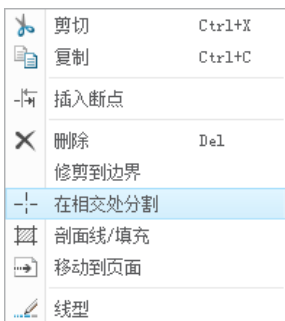 剪切 Ctrl+X
复制 Ctrl+C
插入断点
删除 Del
修剪到边界
在相交处分割
剖面线/填充
移动到页面
线型